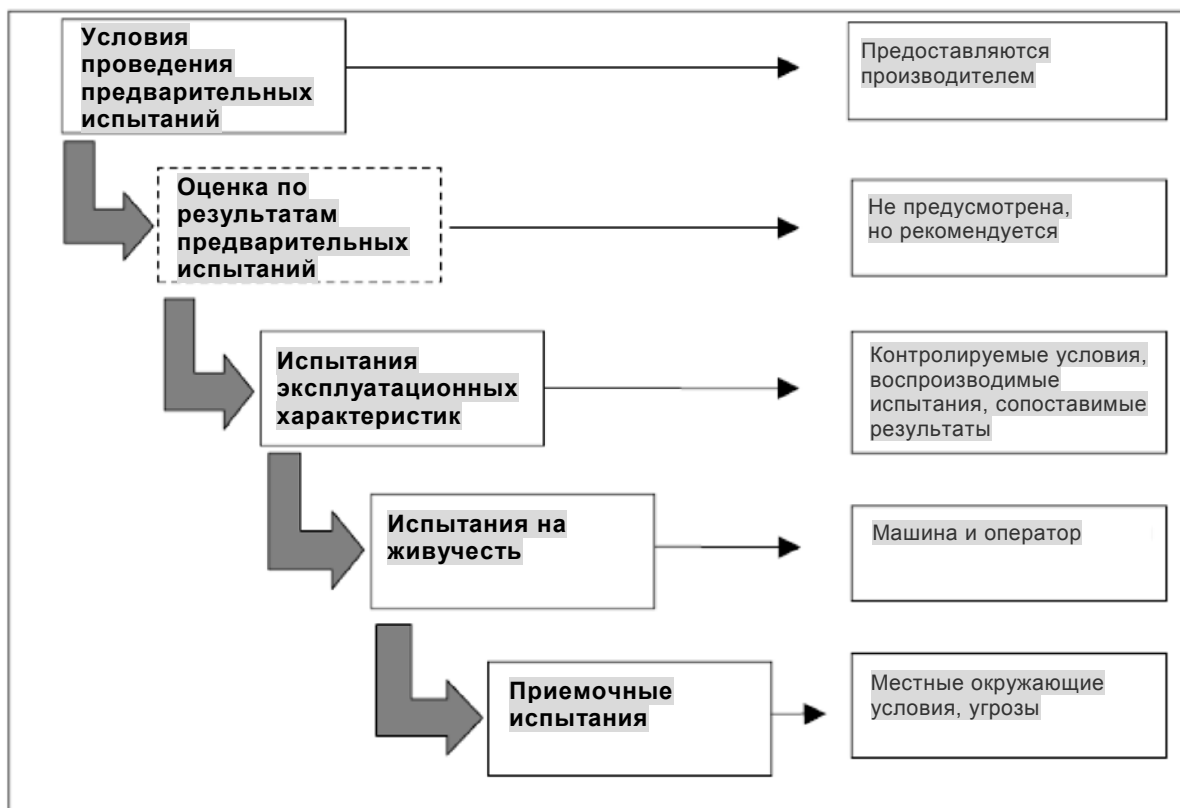 Условия
проведения
предварительных
испытаний
Предоставляются
производителем
Оценка по
результатам
предварительных
испытаний
Не предусмотрена,
но рекомендуется
Испытания
эксплуатационных
характеристик
Контролируемые условия,
воспроизводимые
испытания, сопоставимые
результаты
Испытания на
живучесть
Машина и оператор
Приемочные
испытания
Местные окружающие
условия, угрозы